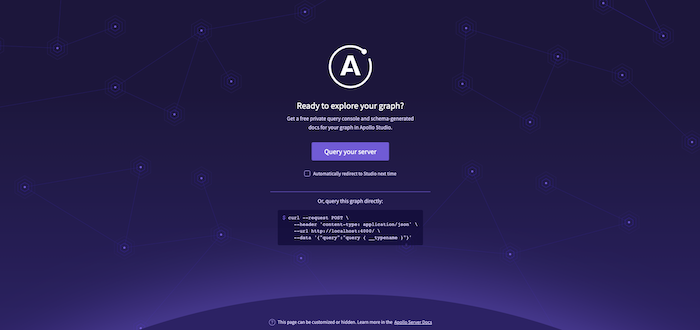 A
Ready to explore your graph?
Get a free private query console and schema-generated
docs for your graph in Apollo Studio.
Query your server
Automatically redirect to Studio next time
Or, query this graph directly:
$ curl --request POST \
--header 'content-type: application/json' \
--url http://localhost:4000/ \
--data '{"query":"query { __typename }"}'
? This page can be customized or hidden. Learn more in the Apollo Server Docs